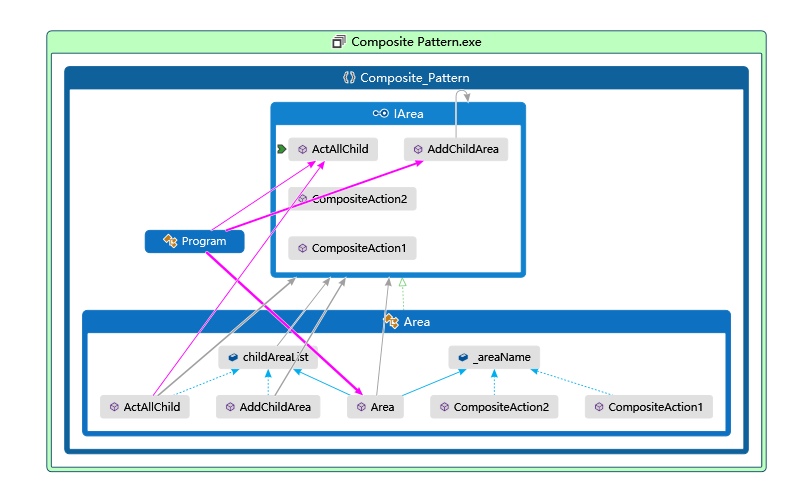 Composite Pattern.exe
Composite_Pattern
IArea
ActAllChild
AddChildArea
CompositeAction2
Program
CompositeAction1
Area
childAreaList
_areaName
ActAllChild
AddChildArea
Area
CompositeAction2
CompositeAction1